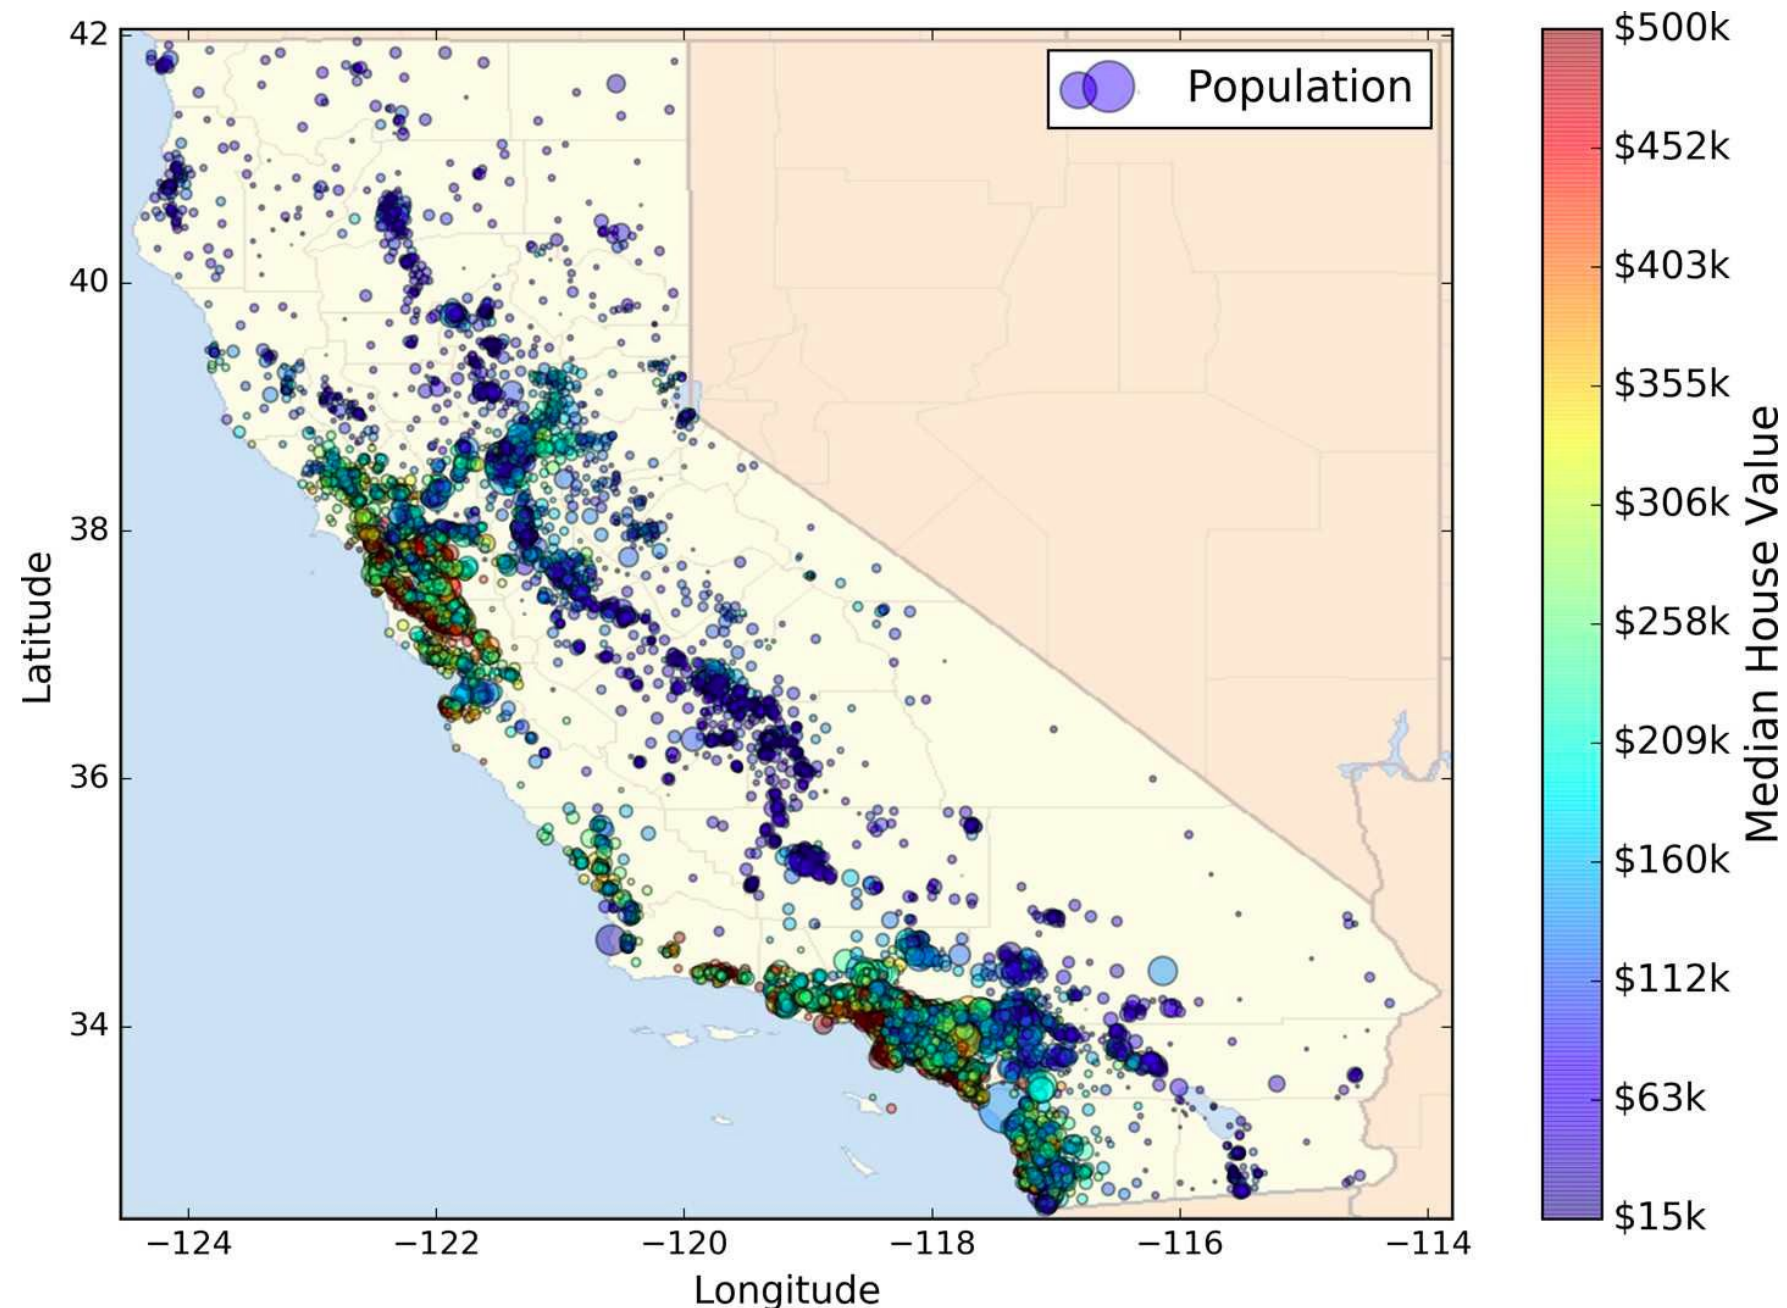 Population
42
40
38
36
34
Latitude
−124
−122
−120
−118
−116
−114
Longitude
$500k
$452k
$403k
$355k
$306k
$258k
$209k
$160k
$112k
$63k
$15k
Median House Value